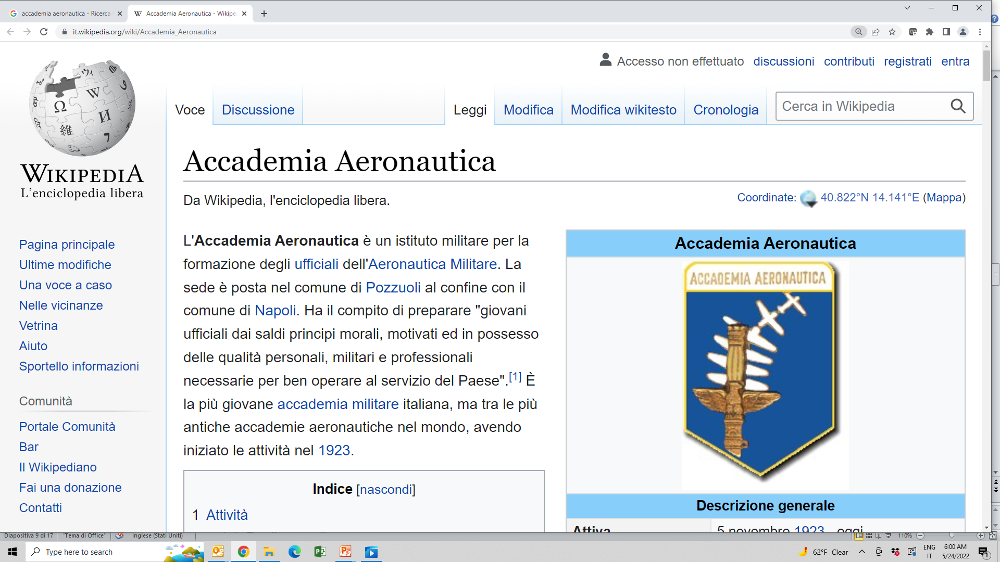 accademia aeronautica - Ricerca
Accademia Aeronautica - Wikipe
it.wikipedia.org/wiki/Accademia_Aeronautica
Accesso non effettuato discussioni contributi registrati entra
Voce Discussione Leggi Modifica Modifica wikitesto Cronologia Cerca in Wikipedia
WIKIPEDIA
L'enciclopedia libera
Pagina principale
Ultime modifiche
Una voce a caso
Nelle vicinanze
Vetrina
Aiuto
Sportello informazioni
Comunità
Portale Comunità
Bar
Il Wikipediano
Fai una donazione
Contatti
Accademia Aeronautica
Da Wikipedia, l'enciclopedia libera.
Coordinate: 40.822°N 14.141°E (Mappa)
L'Accademia Aeronautica è un istituto militare per la
formazione degli ufficiali dell'Aeronautica Militare. La
sede è posta nel comune di Pozzuoli al confine con il
comune di Napoli. Ha il compito di preparare "giovani
ufficiali dai saldi principi morali, motivati ed in possesso
delle qualità personali, militari e professionali
necessarie per ben operare al servizio del Paese".[1] È
la più giovane accademia militare italiana, ma tra le più
antiche accademie aeronautiche nel mondo, avendo
iniziato le attività nel 1923.
Indice [nascondi]
1 Attività
Accademia Aeronautica
ACCADEMIA AERONAUTICA
Descrizione generale
Attiva 5 novembre 1923 oggi
Diapositiva 9 di 17 "Tema di Office" Inglese (Stati Uniti) 110%
Type here to search
62°F Clear
ENG
IT
6:00 AM
5/24/2022
1